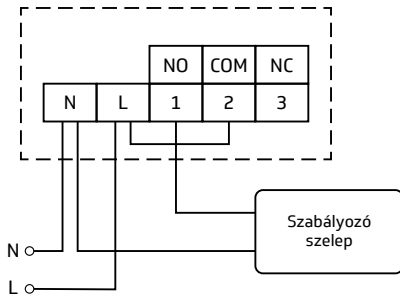 NO COM NC
N L 1 2 3
Szabályozó
szelep
N
L